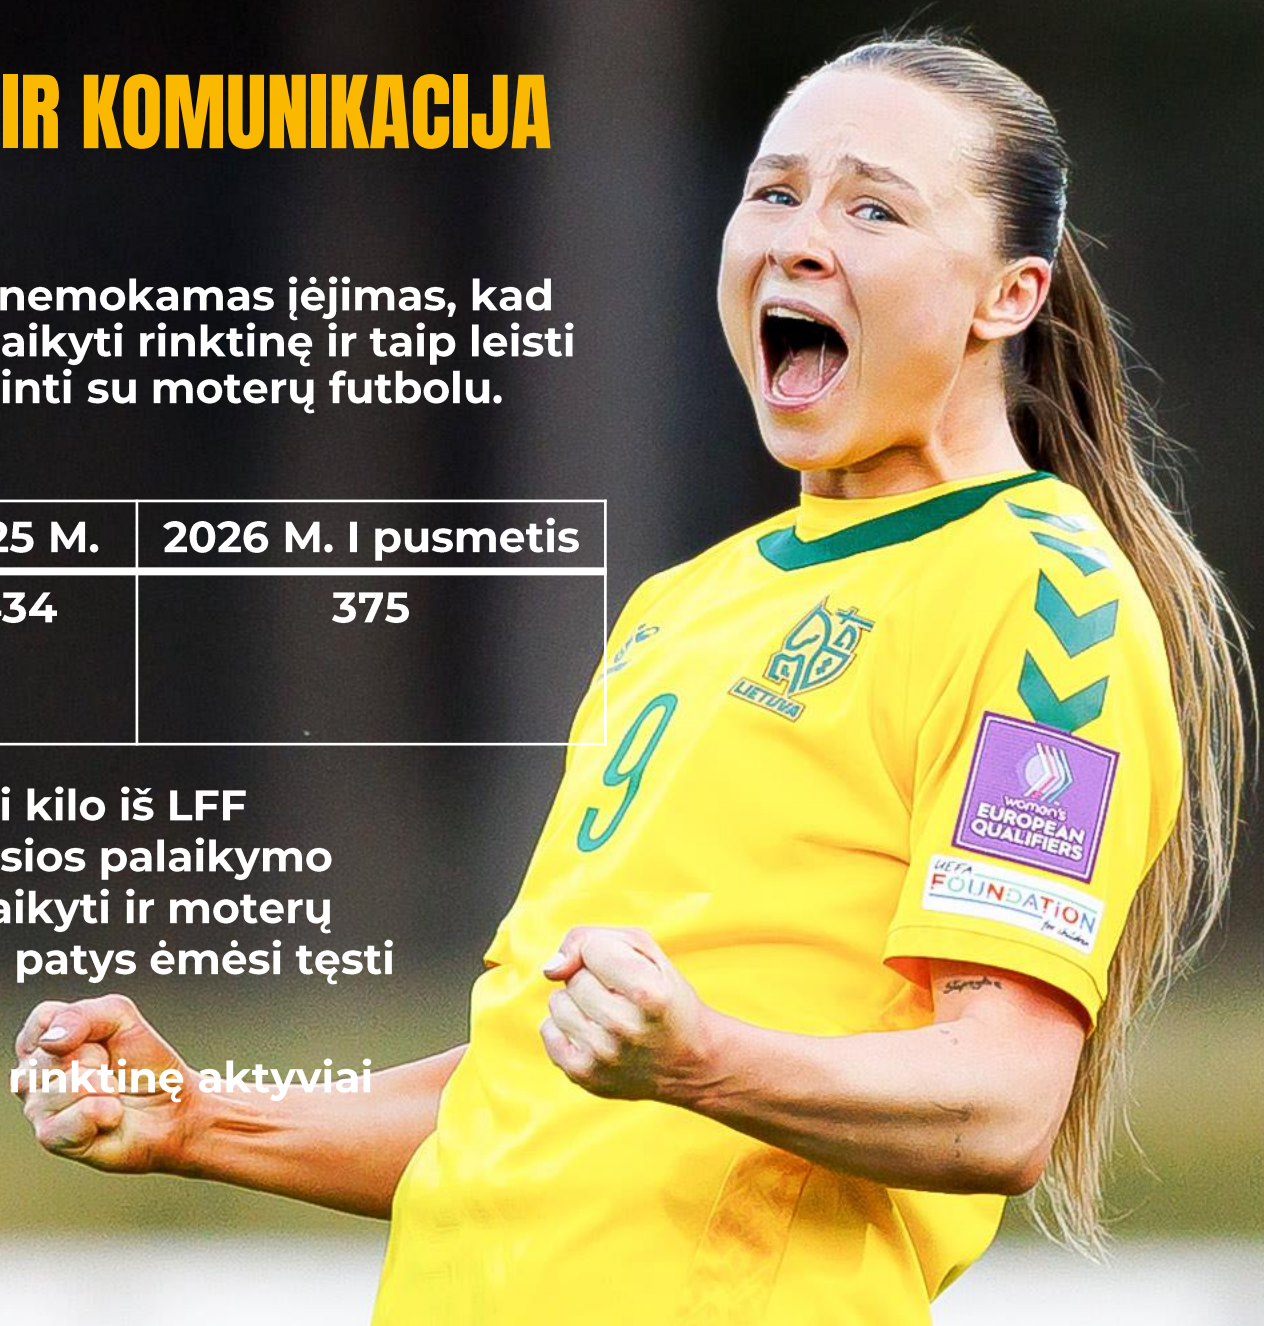 IR KOMUNIKACIJA
nemokamas įėjimas, kad
aikyti rinktinę ir taip leisti
inti su moterų futbolu.
25 M.
2026 M. I pusmetis
34
375
i kilo iš LFF
sios palaikymo
aikyti ir moterų
patys ėmėsi tęsti
rinktinę aktyviai
LIETUVA
9
women's
EUROPEAN
QUALIFIERS
UEFA
FOUNDATION
for children